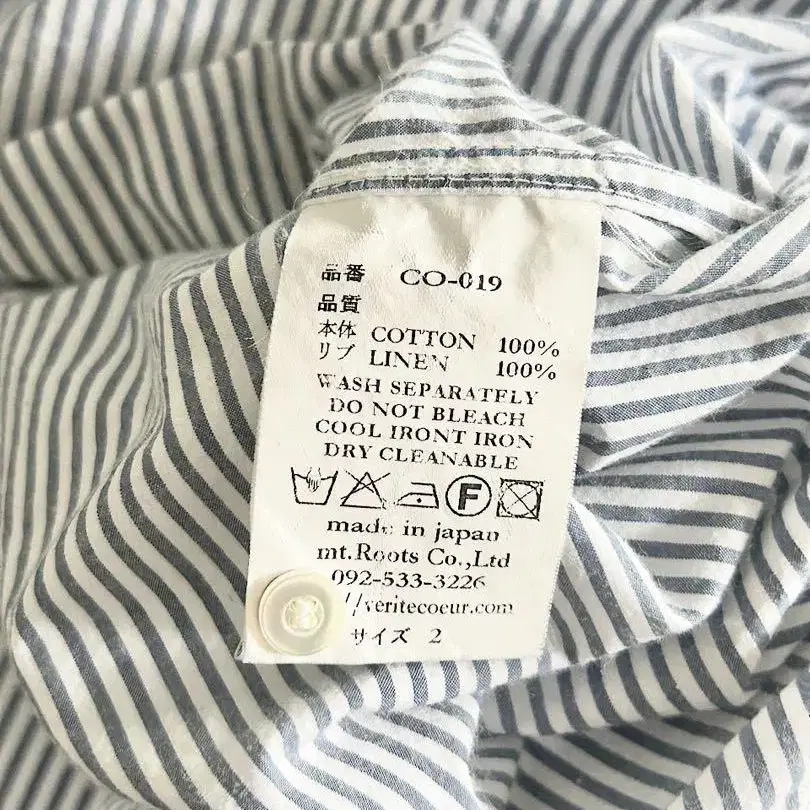 品番 CO-019
品質
本体 COTTON 100%
リブ LINEN 100%
WASH SEPARATELY
DO NOT BLEACH
COOL IRONT IRON
DRY CLEANABLE
F
made in japan
mt.Roots Co.,Ltd
092-533-3226
//veritecoeur.com
サイズ 2